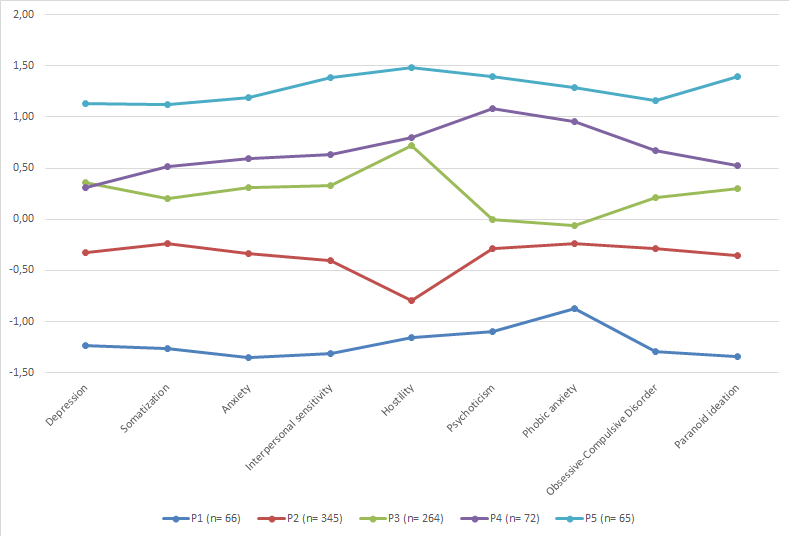 2,00
1,50
1,00
0,50
0,00
-0,50
-1,00
-1,50
Depression
Somatization
Anxiety
Interpersonal sensitivity
Hostility
Psychoticism
Phobic anxiety
Obsessive-Compulsive Disorder
Paranoid ideation
P1 (n= 66) P2 (n= 345) P3 (n= 264) P4 (n= 72) P5 (n= 65)